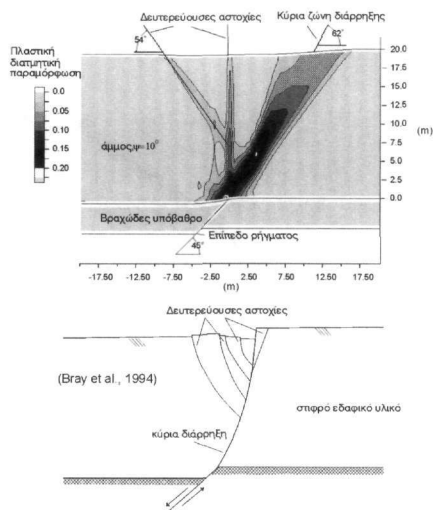 Δευτερεύουσες αστοχίες
Κύρια ζώνη διάρρηξης
54°
62°
Πλαστική
διατμητική
παραμόρφωση
0.0
0.05
0.10
0.15
0.20
20.0
17.5
15.0
12.5
10.0
7.5
5.0
2.5
0.0
(m)
άμμος,ψ=10⁰
Βραχώδες υπόβαθρο
Επίπεδο ρήγματος
45°
-17.50 -12.50 -7.50 -2.50 2.50 7.50 12.50 17.50
(m)
Δευτερεύουσες αστοχίες
(Bray et al., 1994)
στιφρό εδαφικό υλικό
κύρια διάρρηξη